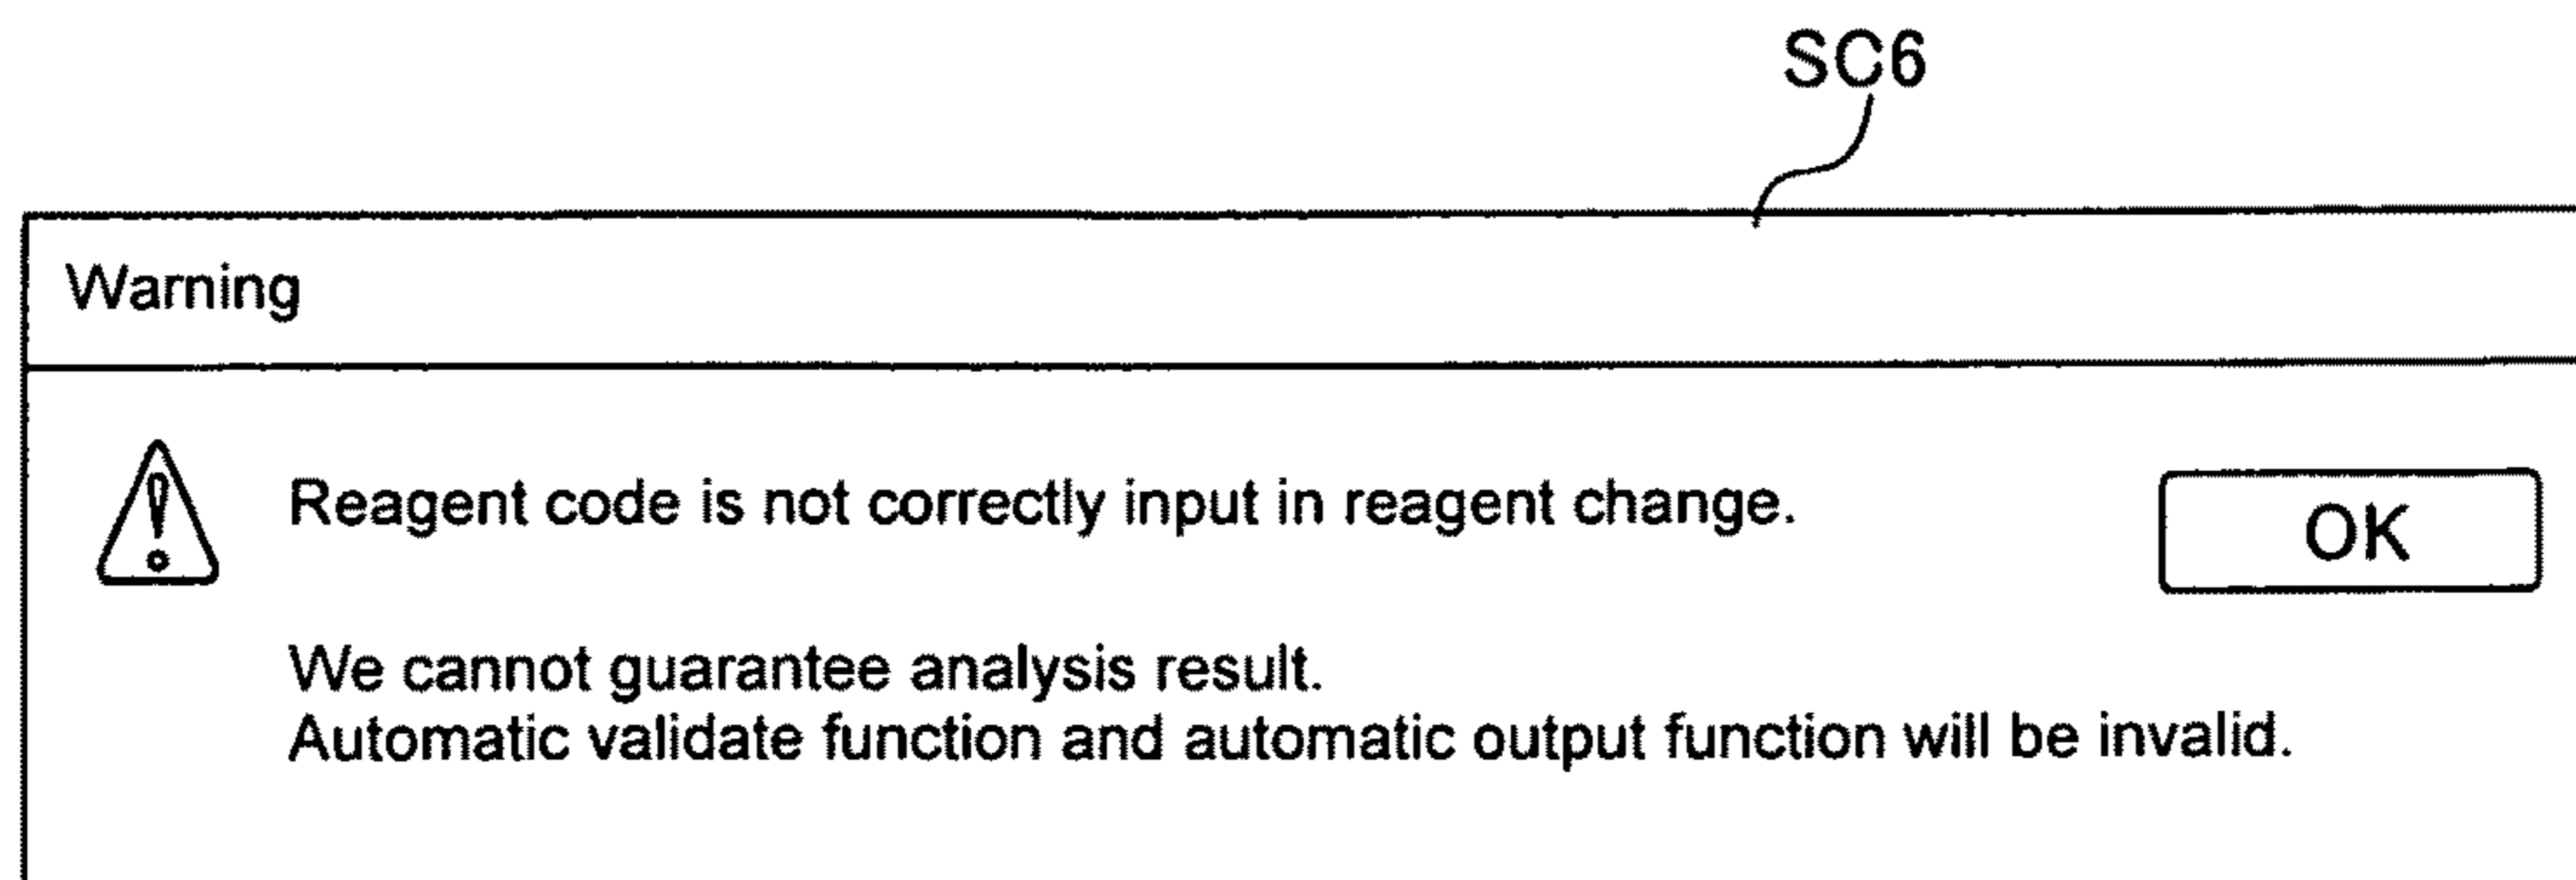 SC6
Warning
Reagent code is not correctly input in reagent change.
OK
We cannot guarantee analysis result.
Automatic validate function and automatic output function will be invalid.